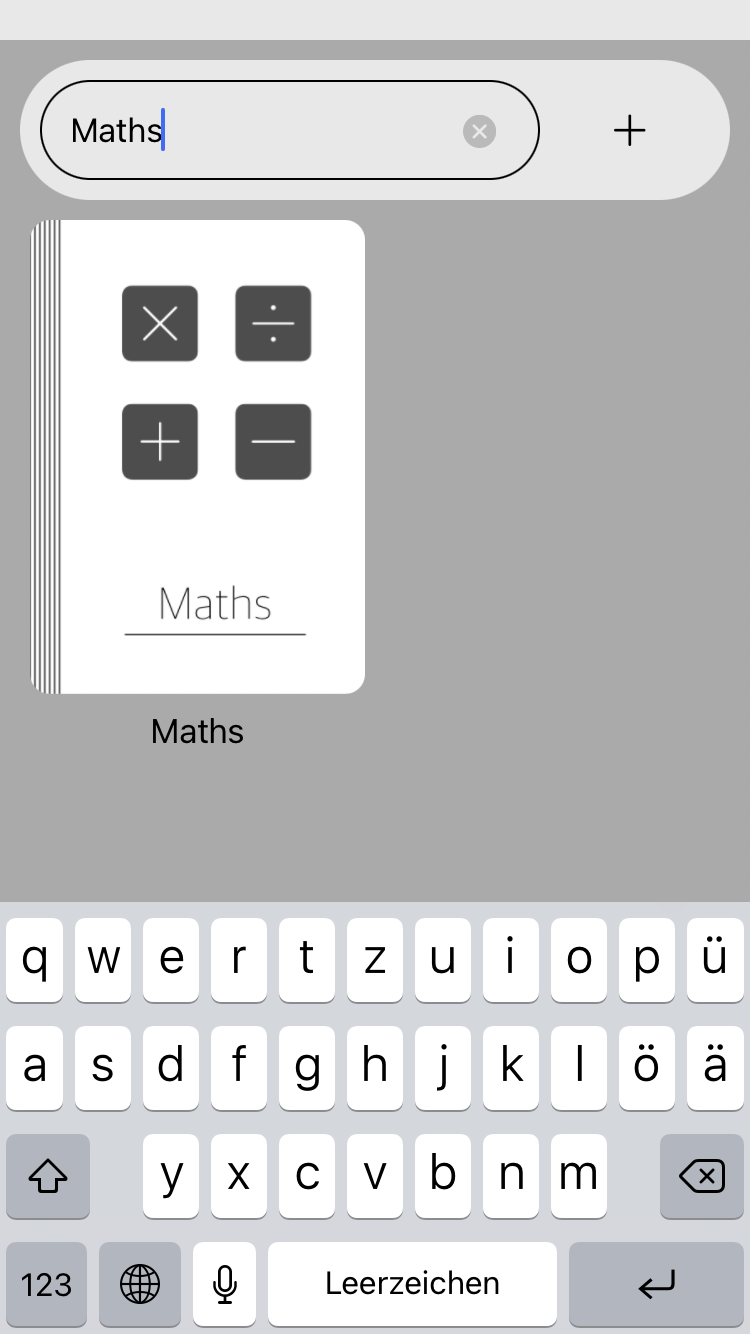 Maths
Maths
Maths
q w e r t z u i o p ü
a s d f g h j k l ö ä
y x c v b n m
123 Leerzeichen